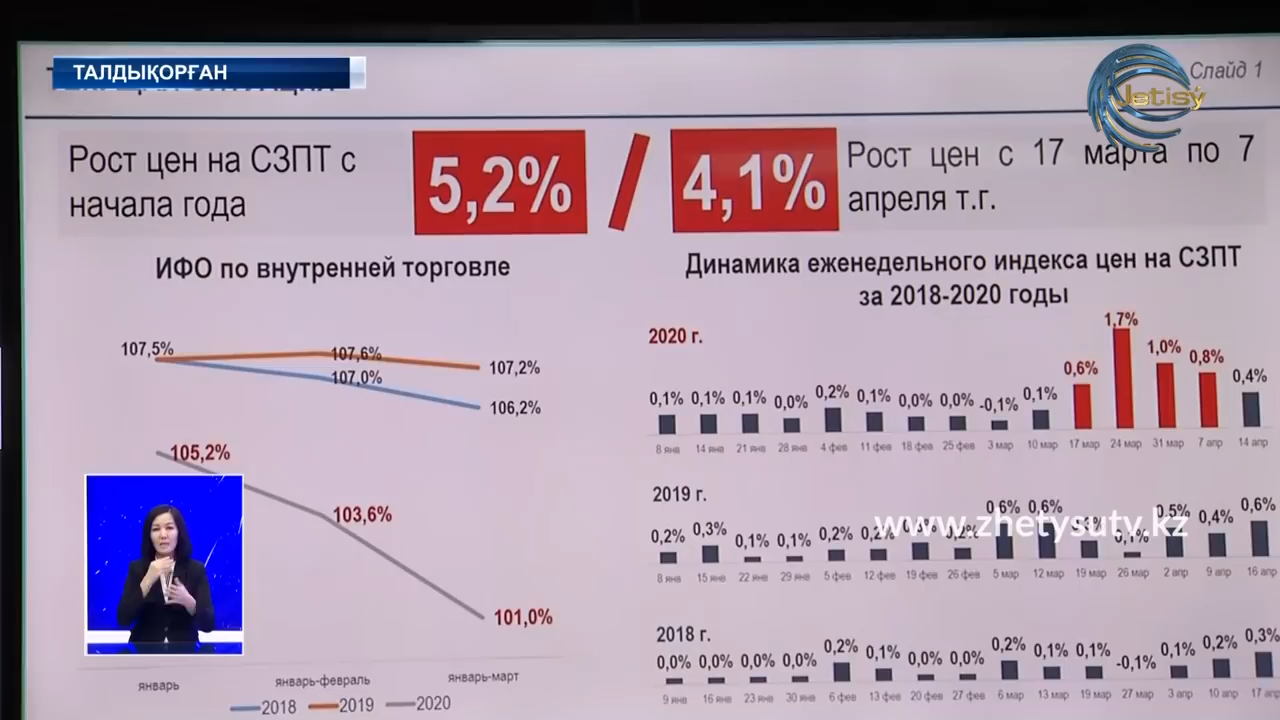 ТАЛДЫҚОРҒАН
Слайд 1
Jetisý
Рост цен на СЗПТ с
начала года
5,2%
/
4,1%
Рост цен с 17 марта по 7
апреля т.г.
ИФО по внутренней торговле
107,5%
107,6%
107,0%
107,2%
106,2%
105,2%
103,6%
101,0%
январь
январь-февраль
январь-март
2018 2019 2020
Динамика еженедельного индекса цен на СЗПТ
за 2018-2020 годы
2020 г.
0,1% 0,1% 0,1% 0,0% 0,2% 0,1% 0,0% 0,0% -0,1% 0,1% 0,6% 1,7% 1,0% 0,8% 0,4%
8 янв 14 янв 21 янв 28 янв 4 фев 11 фев 18 фев 25 фев 3 мар 10 мар 17 мар 24 мар 31 мар 7 апр 14 апр
2019 г.
www.zhetysutv.kz
0,2% 0,3% 0,1% 0,1% 0,2% 0,2% 0,2% 0,6% 0,6% 0,1% 0,5% 0,4% 0,6%
8 янв 15 янв 22 янв 29 янв 5 фев 12 фев 19 фев 26 фев 5 мар 12 мар 19 мар 26 мар 2 апр 9 апр 16 апр
2018 г.
0,0% 0,0% 0,0% 0,0% 0,2% 0,1% 0,0% 0,0% 0,2% 0,1% 0,1% -0,1% 0,1% 0,2% 0,3%
9 янв 16 янв 23 янв 30 янв 6 фев 13 фев 20 фев 27 фев 6 мар 13 мар 19 мар 27 мар 3 апр 10 апр 17 апр